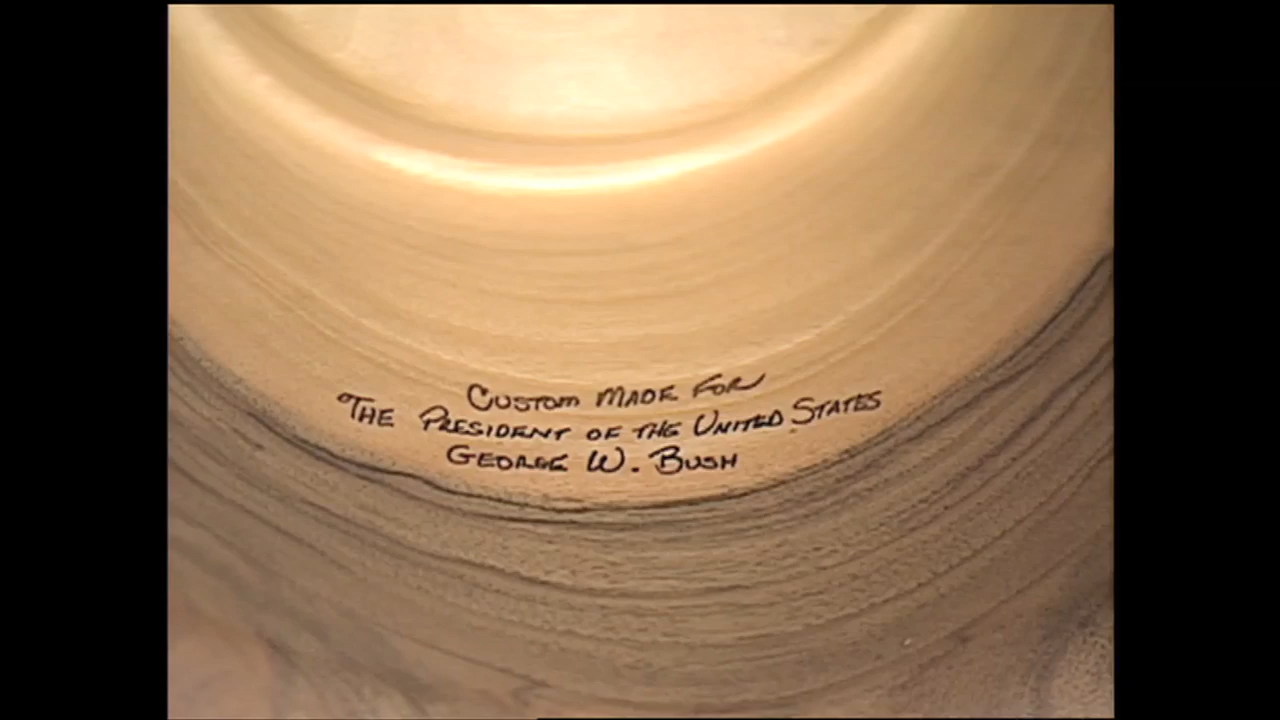 Custom Made For
The President of the United States
George W. Bush